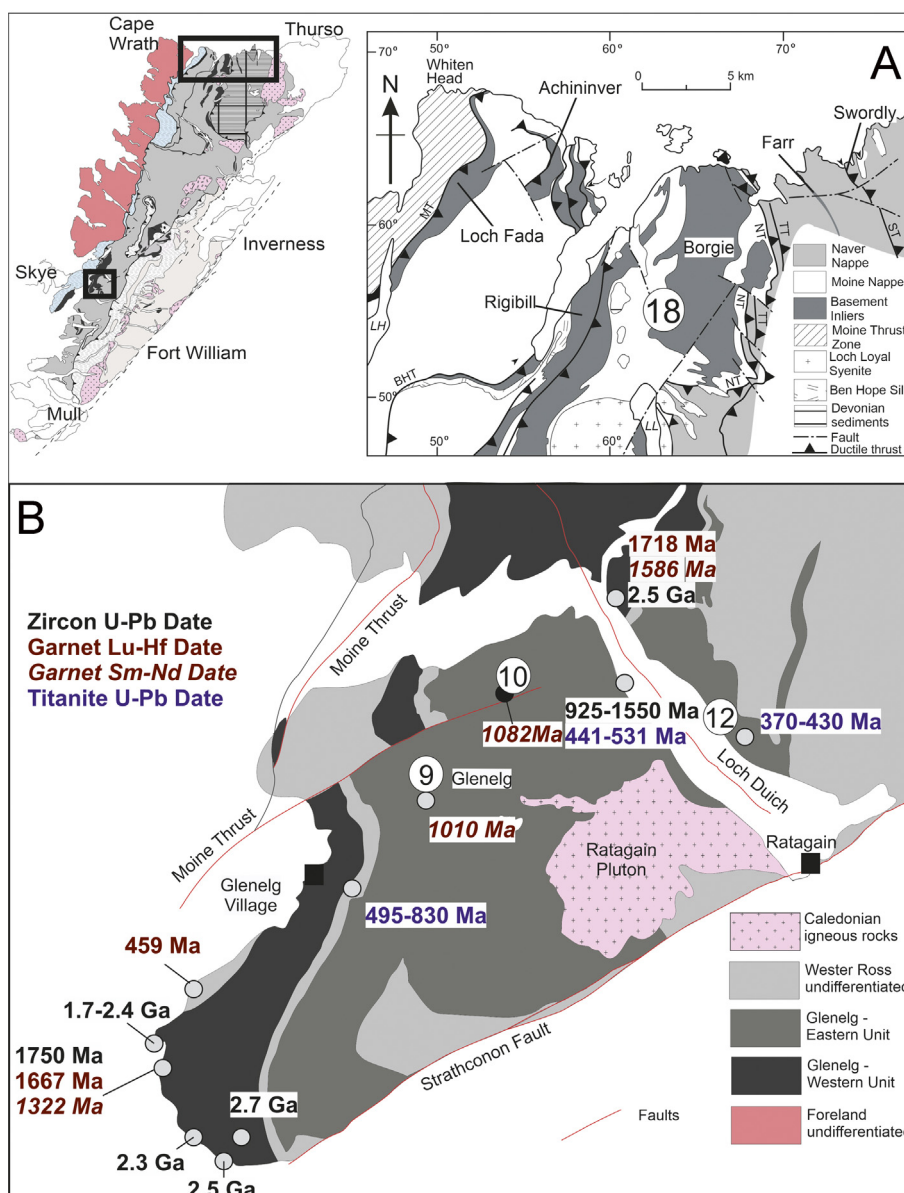 Cape
Wrath
Thurso
Inverness
Skye
Fort William
Mull
A
70°
50°
60°
70°
Whiten
Head
N
0
5 km
Achininver
Swordly
Farr
MT
60°
Loch Fada
Borgie
NT
TT
ST
Rigibill
18
LH
NT
TT
BHT
NT
50°
50°
60°
LL
Naver
Nappe
Moine Nappe
Basement
Inliers
Moine Thrust
Zone
Loch Loyal
Syenite
Ben Hope Sill
Devonian
sediments
Fault
Ductile thrust
B
Zircon U-Pb Date
Garnet Lu-Hf Date
Garnet Sm-Nd Date
Titanite U-Pb Date
1718 Ma
1586 Ma
2.5 Ga
Moine Thrust
10
1082Ma
925-1550 Ma
441-531 Ma
12
370-430 Ma
Loch Duich
9
Glenelg
1010 Ma
Moine Thrust
Ratagain
Pluton
Ratagain
Glenelg
Village
495-830 Ma
459 Ma
1.7-2.4 Ga
1750 Ma
1667 Ma
1322 Ma
2.7 Ga
2.3 Ga
2.5 Ga
Strathconon Fault
Faults
Caledonian
igneous rocks
Wester Ross
undifferentiated
Glenelg -
Eastern Unit
Glenelg -
Western Unit
Foreland
undifferentiated